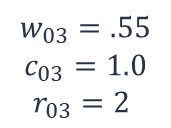 w₀₃ = .55
c₀₃ = 1.0
r₀₃ = 2